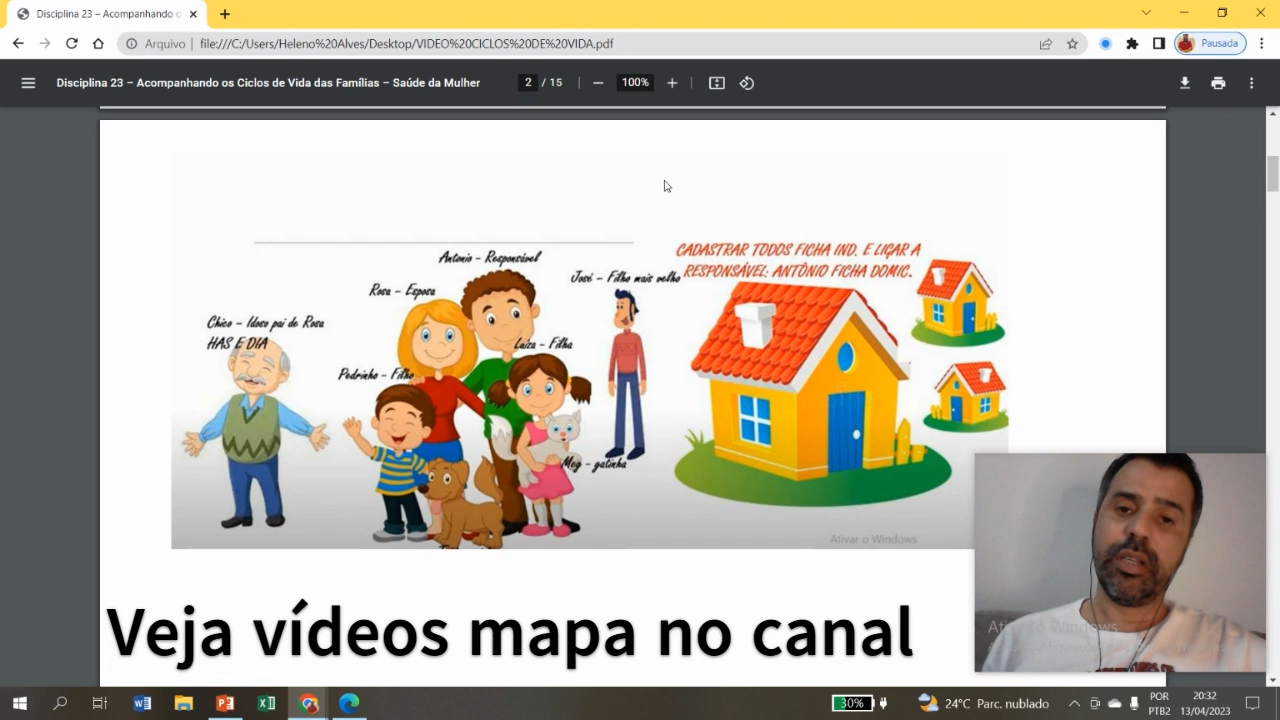 Disciplina 23 – Acompanhando o
Pausada
Arquivo
file:///C:/Users/Heleno%20Alves/Desktop/VIDEO%20CICLOS%20DE%20VIDA.pdf
Disciplina 23 – Acompanhando os Ciclos de Vida das Famílias – Saúde da Mulher
2 / 15
100%
CADASTRAR TODOS FICHA IND. E LIGAR A
RESPONSÁVEL: ANTÔNIO FICHA DOMIC.
Antonio – Responsável
José – Filho mais velho
Rosa – Esposa
Chico – Idoso pai de Rosa
HAS E DIA
Luíza – Filha
Pedrinho – Filho
Meg – gatinha
Ativar o Windows
Veja vídeos mapa no canal
Ativar o Windows
30%
24°C Parc. nublado
POR
PTB2
20:32
13/04/2023